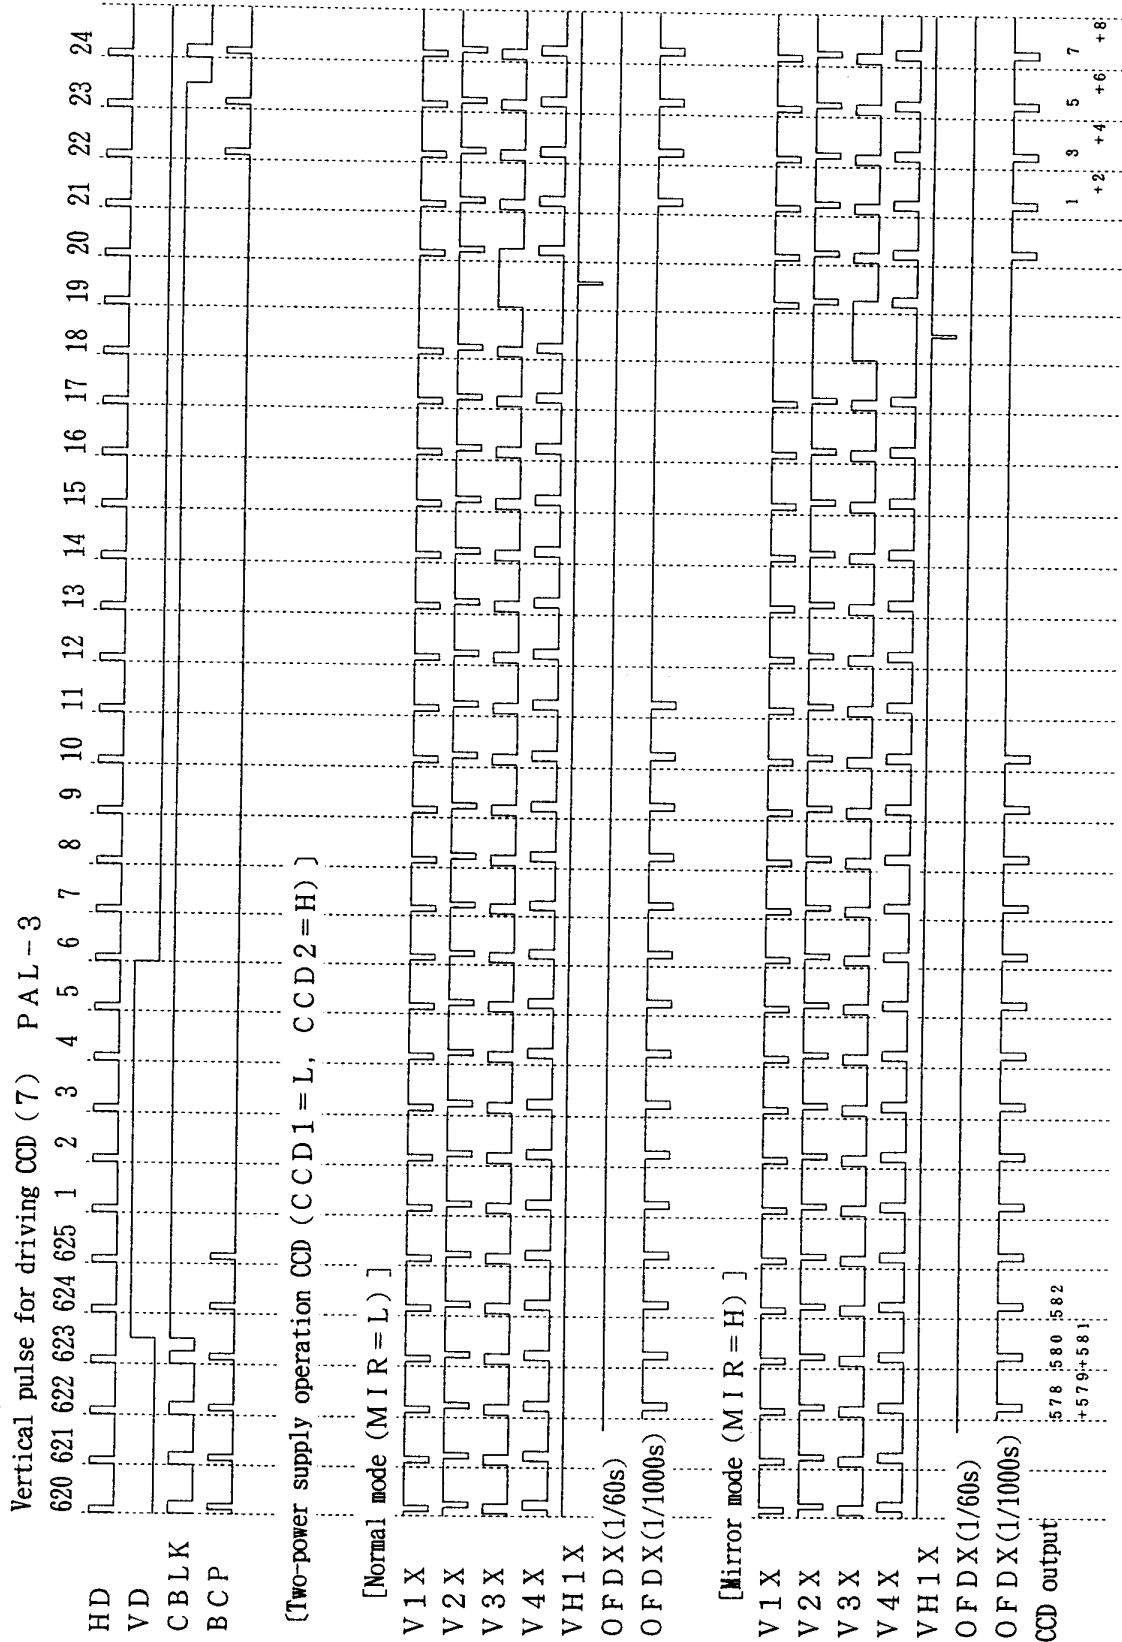 Vertical pulse for driving CCD (7)  PAL-3
620 621 622 623 624 625 1 2 3 4 5 6 7 8 9 10 11 12 13 14 15 16 17 18 19 20 21 22 23 24
HD
VD
CBLK
BCP
[Two-power supply operation CCD (CCD1=L, CCD2=H) ]
[Normal mode (MIR=L) ]
V1X
V2X
V3X
V4X
VH1X
OFDX(1/60s)
OFDX(1/1000s)
[Mirror mode (MIR=H) ]
V1X
V2X
V3X
V4X
VH1X
OFDX(1/60s)
OFDX(1/1000s)
CCD output
578 580 582 1 3 5 7
+579+581 +2 +4 +6 +8